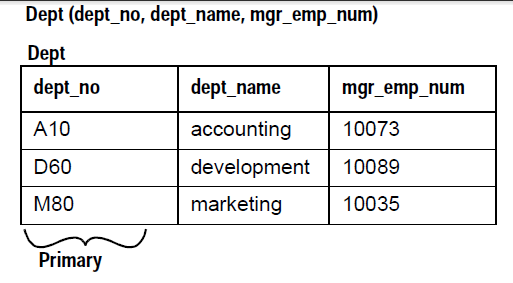 Dept (dept_no, dept_name, mgr_emp_num)
Dept
dept_no dept_name mgr_emp_num
A10 accounting 10073
D60 development 10089
M80 marketing 10035
Primary